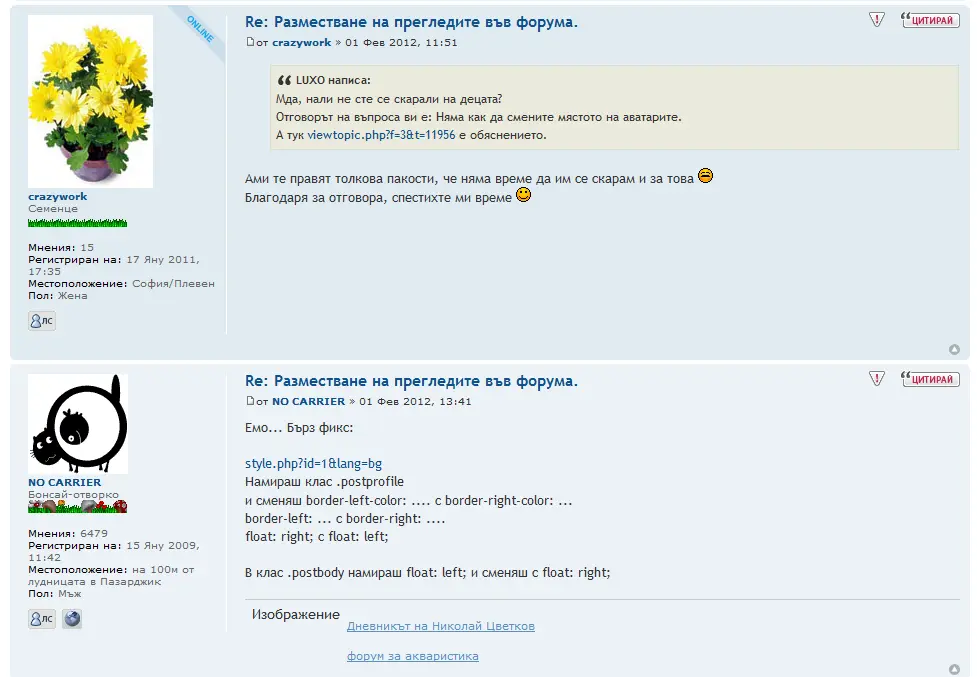 ONLINE
Re: Разместване на прегледите във форума.
от crazywork » 01 Фев 2012, 11:51
ЦИТИРАЙ
LUXO написа:
Мда, нали не сте се скарали на децата?
Отговорът на въпроса ви е: Няма как да смените мястото на аватарите.
А тук viewtopic.php?f=3&t=11956 е обяснението.
Ами те правят толкова пакости, че няма време да им се скарам и за това
Благодаря за отговора, спестихте ми време
crazywork
Семенце
Мнения: 15
Регистриран на: 17 Яну 2011,
17:35
Местоположение: София/Плевен
Пол: Жена
ЛС
Re: Разместване на прегледите във форума.
от NO CARRIER » 01 Фев 2012, 13:41
ЦИТИРАЙ
Емо... Бърз фикс:
style.php?id=1&lang=bg
Намираш клас .postprofile
и сменяш border-left-color: .... с border-right-color: ...
border-left: ... с border-right: ....
float: right; с float: left;
В клас .postbody намираш float: left; и сменяш с float: right;
NO CARRIER
Бонсай-отворко
Мнения: 6479
Регистриран на: 15 Яну 2009,
11:42
Местоположение: на 100м от
лудницата в Пазарджик
Пол: Мъж
ЛС
Изображение
Дневникът на Николай Цветков
форум за акваристика